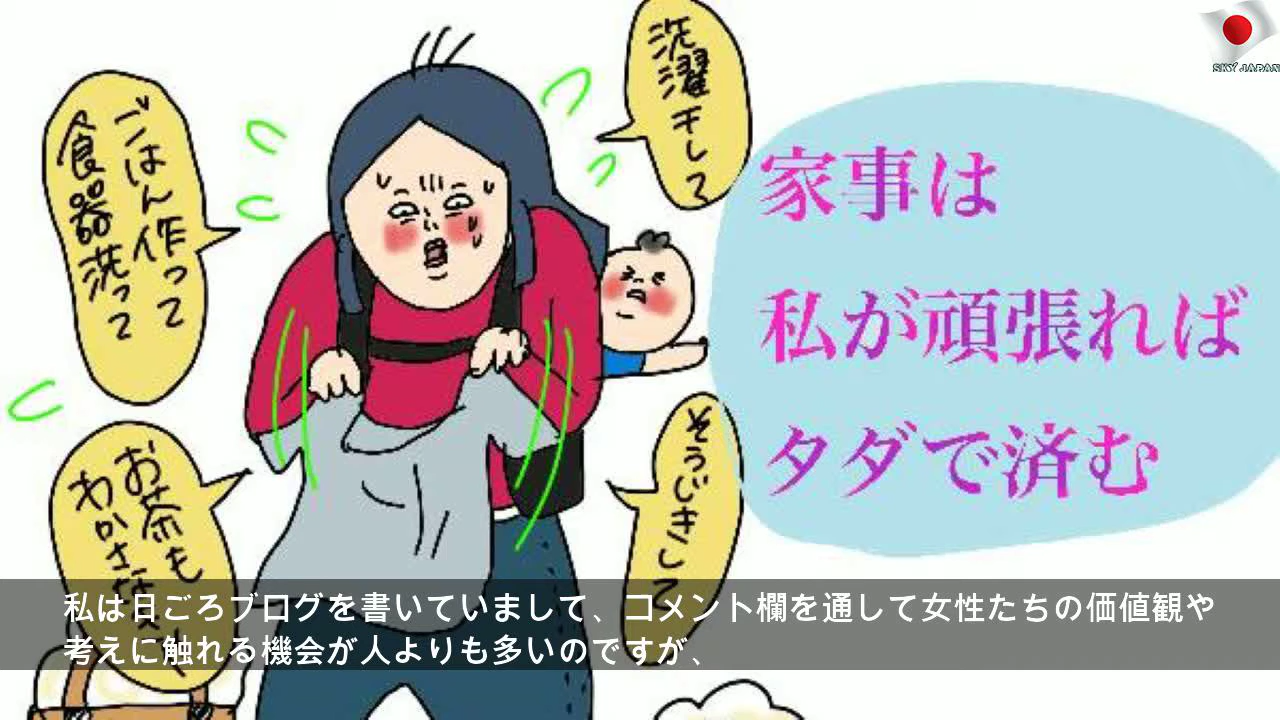 ごはん作って
食器洗って
洗濯干して
家事は
私が頑張れば
タダで済む
お茶も
わかさな
そうじきして
私は日ごろブログを書いていまして、コメント欄を通して女性たちの価値観や
考えに触れる機会が人よりも多いのですが、
SKY JAPAN